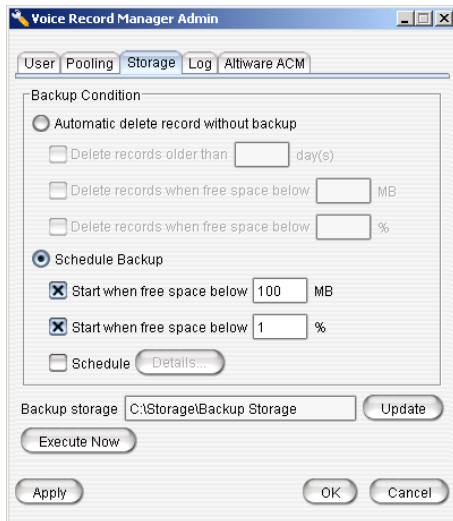 Voice Record Manager Admin
User Pooling Storage Log Altiware ACM
Backup Condition
Automatic delete record without backup
Delete records older than day(s)
Delete records when free space below MB
Delete records when free space below %
Schedule Backup
Start when free space below 100 MB
Start when free space below 1 %
Schedule Details...
Backup storage C:\Storage\Backup Storage Update
Execute Now
Apply OK Cancel